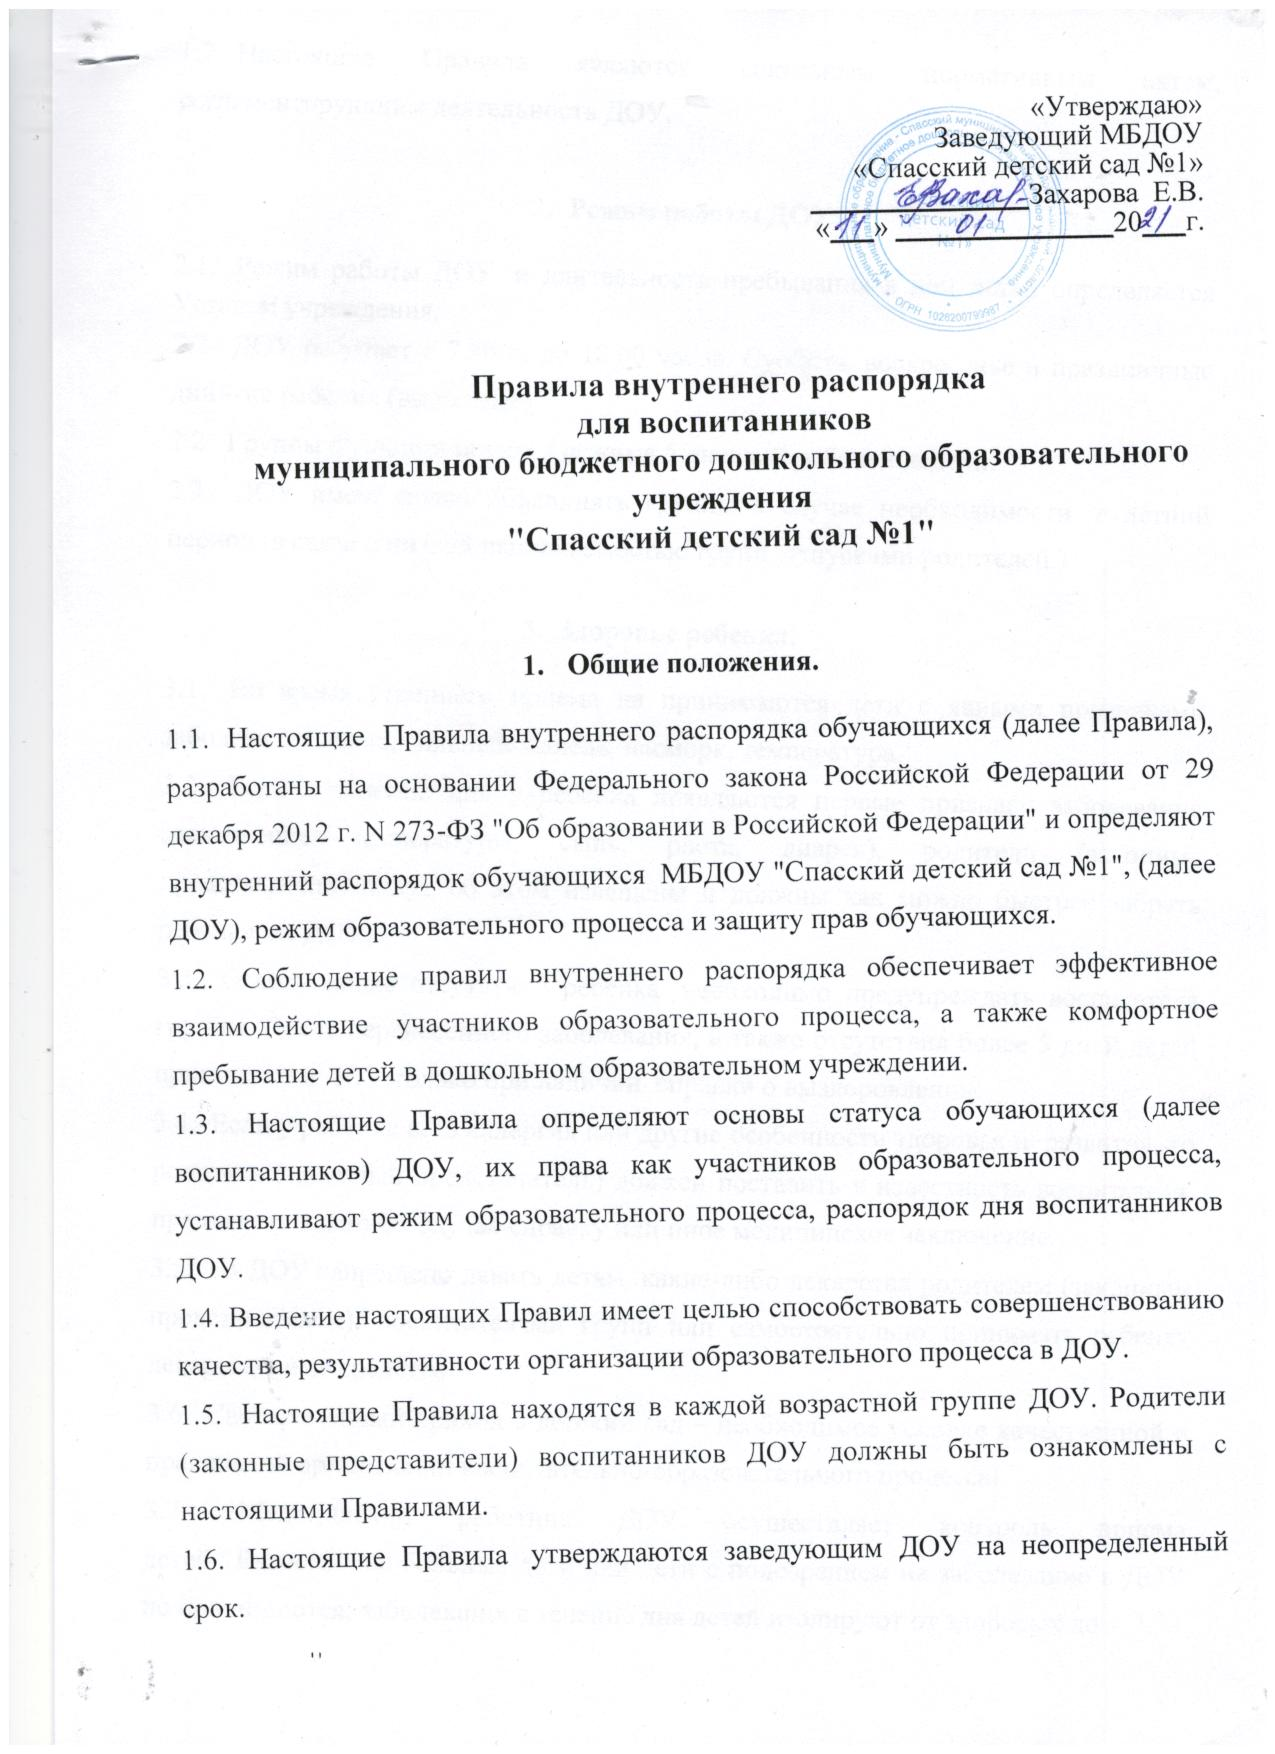 «Утверждаю»
Заведующий МБДОУ
«Спасский детский сад №1»
Захарова Е.В.
«11» 01 2021 г.
детский сад
№1»
ОГРН 1026200799987
Правила внутреннего распорядка
для воспитанников
муниципального бюджетного дошкольного образовательного
учреждения
"Спасский детский сад №1"
1. Общие положения.
1.1. Настоящие Правила внутреннего распорядка обучающихся (далее Правила),
разработаны на основании Федерального закона Российской Федерации от 29
декабря 2012 г. N 273-ФЗ "Об образовании в Российской Федерации" и определяют
внутренний распорядок обучающихся МБДОУ "Спасский детский сад №1", (далее
ДОУ), режим образовательного процесса и защиту прав обучающихся.
1.2. Соблюдение правил внутреннего распорядка обеспечивает эффективное
взаимодействие участников образовательного процесса, а также комфортное
пребывание детей в дошкольном образовательном учреждении.
1.3. Настоящие Правила определяют основы статуса обучающихся (далее
воспитанников) ДОУ, их права как участников образовательного процесса,
устанавливают режим образовательного процесса, распорядок дня воспитанников
ДОУ.
1.4. Введение настоящих Правил имеет целью способствовать совершенствованию
качества, результативности организации образовательного процесса в ДОУ.
1.5. Настоящие Правила находятся в каждой возрастной группе ДОУ. Родители
(законные представители) воспитанников ДОУ должны быть ознакомлены с
настоящими Правилами.
1.6. Настоящие Правила утверждаются заведующим ДОУ на неопределенный
срок.